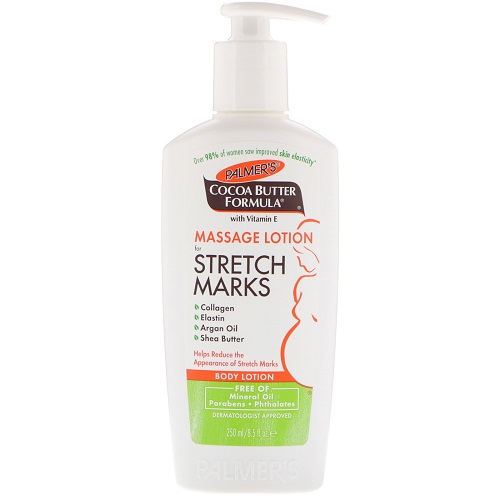 Over 98% of women saw improved skin elasticity*
PALMER'S
COCOA BUTTER
FORMULA®
with Vitamin E
MASSAGE LOTION
for
STRETCH
MARKS
Collagen
Elastin
Argan Oil
Shea Butter
Helps Reduce the
Appearance of Stretch Marks
BODY LOTION
FREE OF
Mineral Oil
Parabens • Phthalates
DERMATOLOGIST APPROVED
250 ml/8.5 fl oz e
PALMER'S